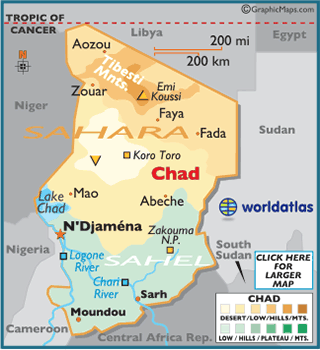 ©GraphicMaps.com
TROPIC OF
CANCER
Libya
Egypt
200 mi
200 km
Aozou
Tibesti
Mnts.
Zouar
Emi
Koussi
Niger
Faya
SAHARA
Fada
Sudan
Koro Toro
Chad
Lake
Chad
Mao
Abeche
worldatlas
N'Djaména
Zakouma
N.P.
South
Sudan
Nigeria
Logone
River
SAHEL
CLICK HERE
FOR
LARGER
MAP
Chari
River
Sarh
Moundou
CHAD
DESERT/LOW/HILLS/MTS.
LOW / HILLS / PLATEAU / MTS
Cameroon
Central Africa Rep.